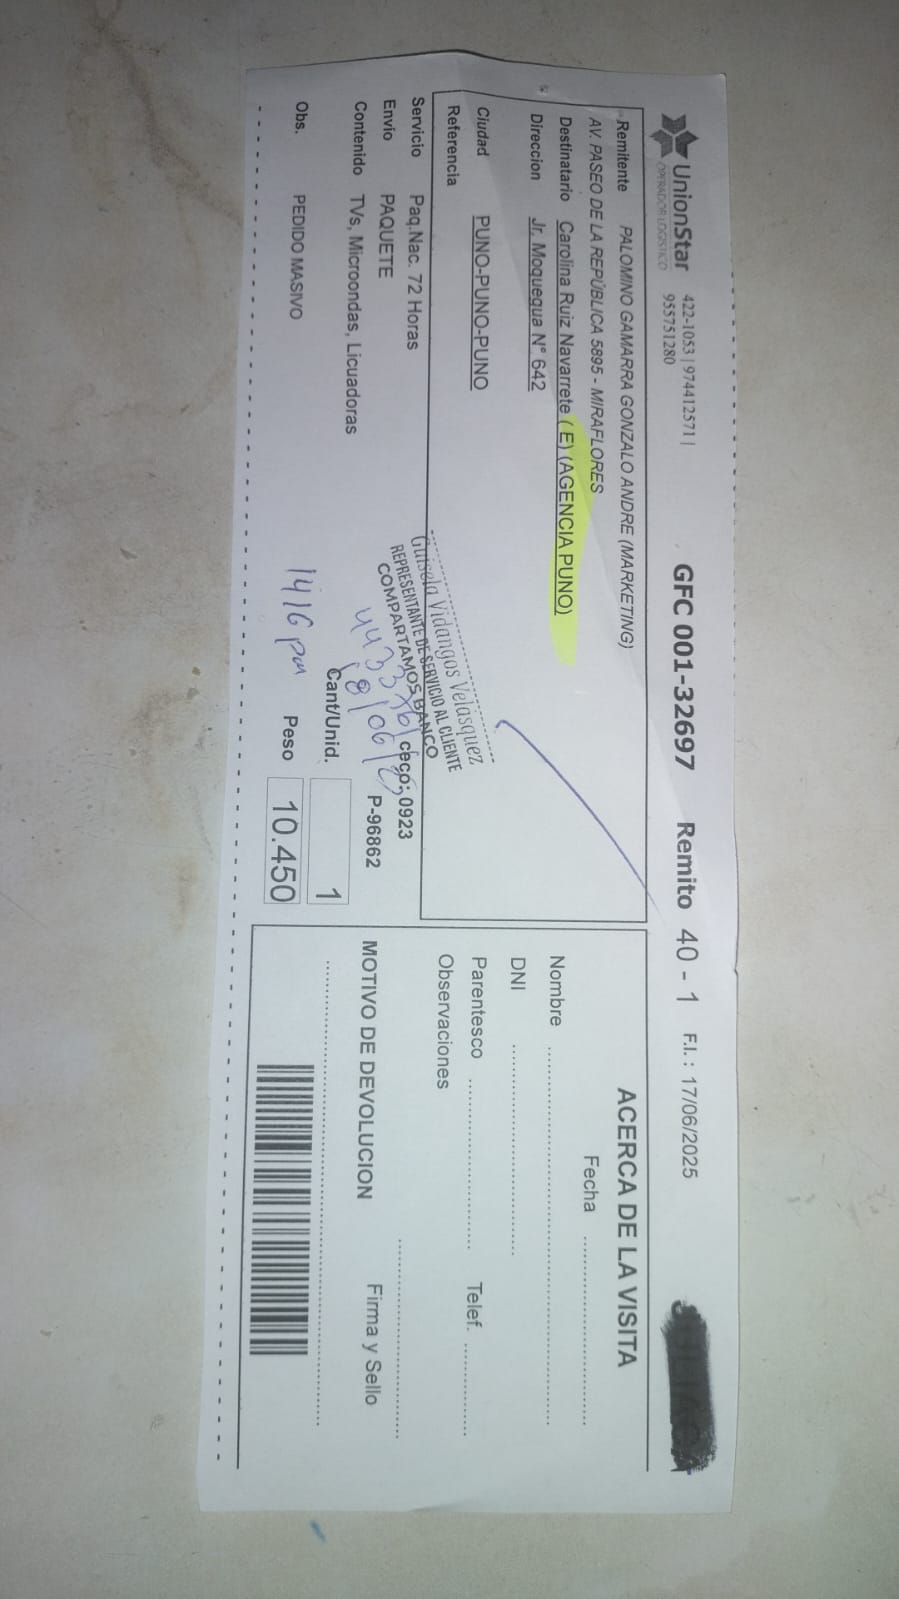 UnionStar
OPERADOR LOGISTICO
422-1053 | 974412571 |
955751280
GFC 001-32697
Remito 40 - 1
F.I. : 17/06/2025
Remitente PALOMINO GAMARRA GONZALO ANDRE (MARKETING)
AV. PASEO DE LA REPÚBLICA 5895 - MIRAFLORES
Destinatario Carolina Ruiz Navarrete ( E) (AGENCIA PUNO)
Direccion Jr. Moquegua N° 642
Ciudad PUNO-PUNO-PUNO
Referencia
Servicio Paq.Nac. 72 Horas
Envío PAQUETE
Contenido TVs, Microondas, Licuadoras
Obs. PEDIDO MASIVO
Guisela Vidangos Velasquez
REPRESENTANTE DE SERVICIO AL CLIENTE
COMPARTAMOS BANCO
ceco: 0923
P-96862
Cant/Unid. 1
1416 pm
Peso 10.450
ACERCA DE LA VISITA
Fecha
Nombre
DNI
Parentesco
Telef.
Observaciones
MOTIVO DE DEVOLUCION
Firma y Sello